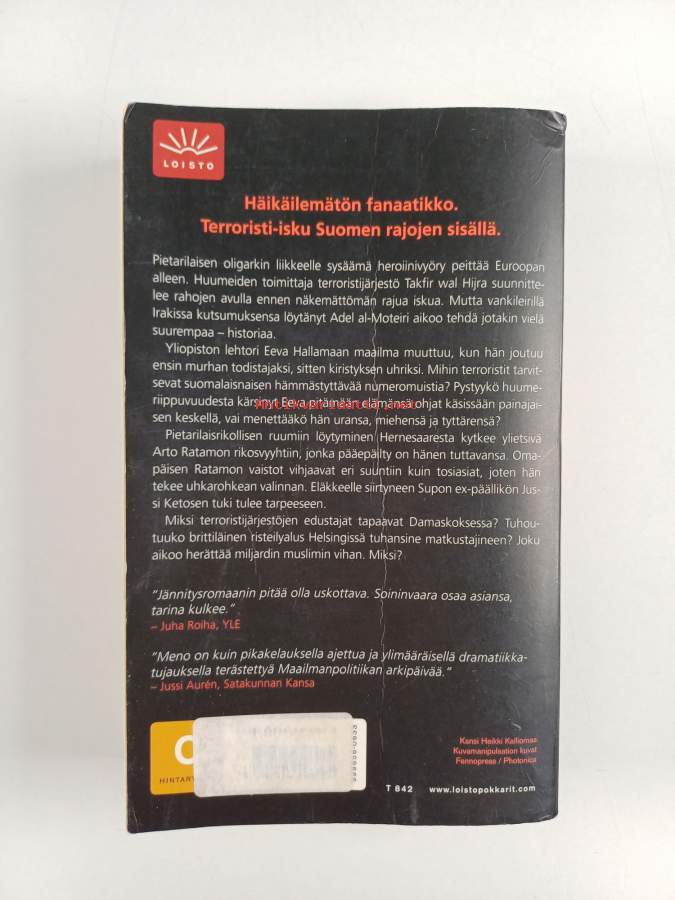 LOISTO
Häikäilemätön fanaatikko.
Terroristi-isku Suomen rajojen sisällä.
Pietarilaisen oligarkin liikkeelle sysäämä heroiinivyöry peittää Euroopan
alleen. Huumeiden toimittaja terroristijärjestö Takfir wal Hijra suunnitte-
lee rahojen avulla ennen näkemättömän rajua iskua. Mutta vankileirillä
Irakissa kutsumuksensa löytänyt Adel al-Moteiri aikoo tehdä jotakin vielä
suurempaa – historiaa.
Yliopiston lehtori Eeva Hallamaan maailma muuttuu, kun hän joutuu
ensin murhan todistajaksi, sitten kiristyksen uhriksi. Mihin terroristit tarvit-
sevat suomalaisnaisen hämmästyttävää numeromuistia? Pystyykö huume-
riippuvuudesta kärsinyt Eeva pitämään elämänsä ohjat käsissään painajai-
sen keskellä, vai menettääkö hän uransa, miehensä ja tyttärensä?
Pietarilaisrikollisen ruumiin löytyminen Hernesaaresta kytkee ylietsivä
Arto Ratamon rikosvyyhtiin, jonka pääepäilty on hänen tuttavansa. Oma-
päisen Ratamon vaistot vihjaavat eri suuntiin kuin tosiasiat, joten hän
tekee uhkarohkean valinnan. Eläkkeelle siirtyneen Supon ex-päällikön Jus-
si Ketosen tuki tulee tarpeeseen.
Miksi terroristijärjestöjen edustajat tapaavat Damaskoksessa? Tuhou-
tuuko brittiläinen risteilyalus Helsingissä tuhansine matkustajineen? Joku
aikoo herättää miljardin muslimin vihan. Miksi?
"Jännitysromaanin pitää olla uskottava. Soininvaara osaa asiansa,
tarina kulkee."
– Juha Roiha, YLE
"Meno on kuin pikakelauksella ajettua ja ylimääräisellä dramatiikka-
tujauksella terästettyä Maailmanpolitiikan arkipäivää."
– Jussi Aurén, Satakunnan Kansa
Kansi Heikki Kalliomaa
Kuvamanipulaation kuvat
Fennopress / Photonica
T 842 www.loistopokkarit.com